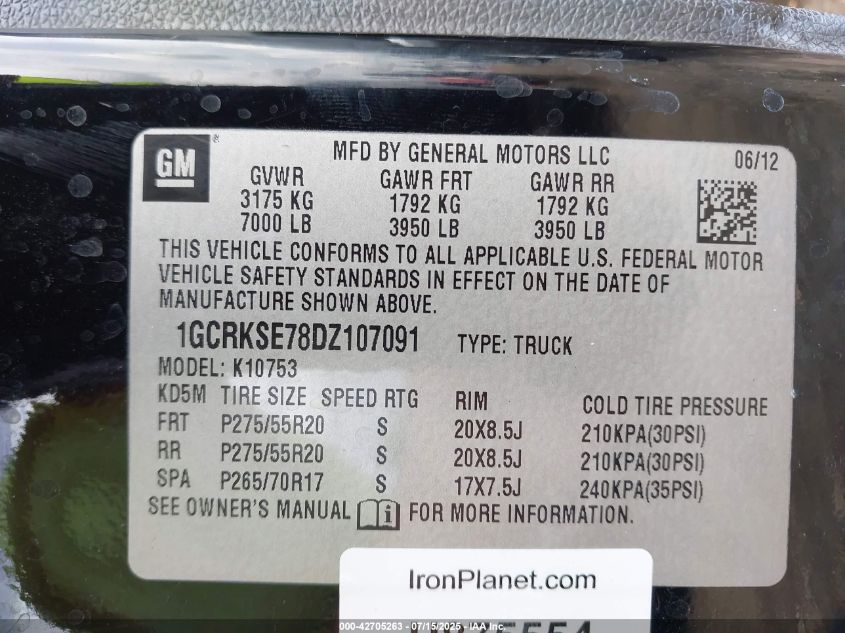 GM
MFD BY GENERAL MOTORS LLC 06/12
GVWR GAWR FRT GAWR RR
3175 KG 1792 KG 1792 KG
7000 LB 3950 LB 3950 LB
THIS VEHICLE CONFORMS TO ALL APPLICABLE U.S. FEDERAL MOTOR
VEHICLE SAFETY STANDARDS IN EFFECT ON THE DATE OF
MANUFACTURE SHOWN ABOVE.
1GCRKSE78DZ107091 TYPE: TRUCK
MODEL: K10753
KD5M TIRE SIZE SPEED RTG RIM COLD TIRE PRESSURE
FRT P275/55R20 S 20X8.5J 210KPA(30PSI)
RR P275/55R20 S 20X8.5J 210KPA(30PSI)
SPA P265/70R17 S 17X7.5J 240KPA(35PSI)
SEE OWNER'S MANUAL FOR MORE INFORMATION.
IronPlanet.com
000-42705263 - 07/15/2025 - IAA Inc.